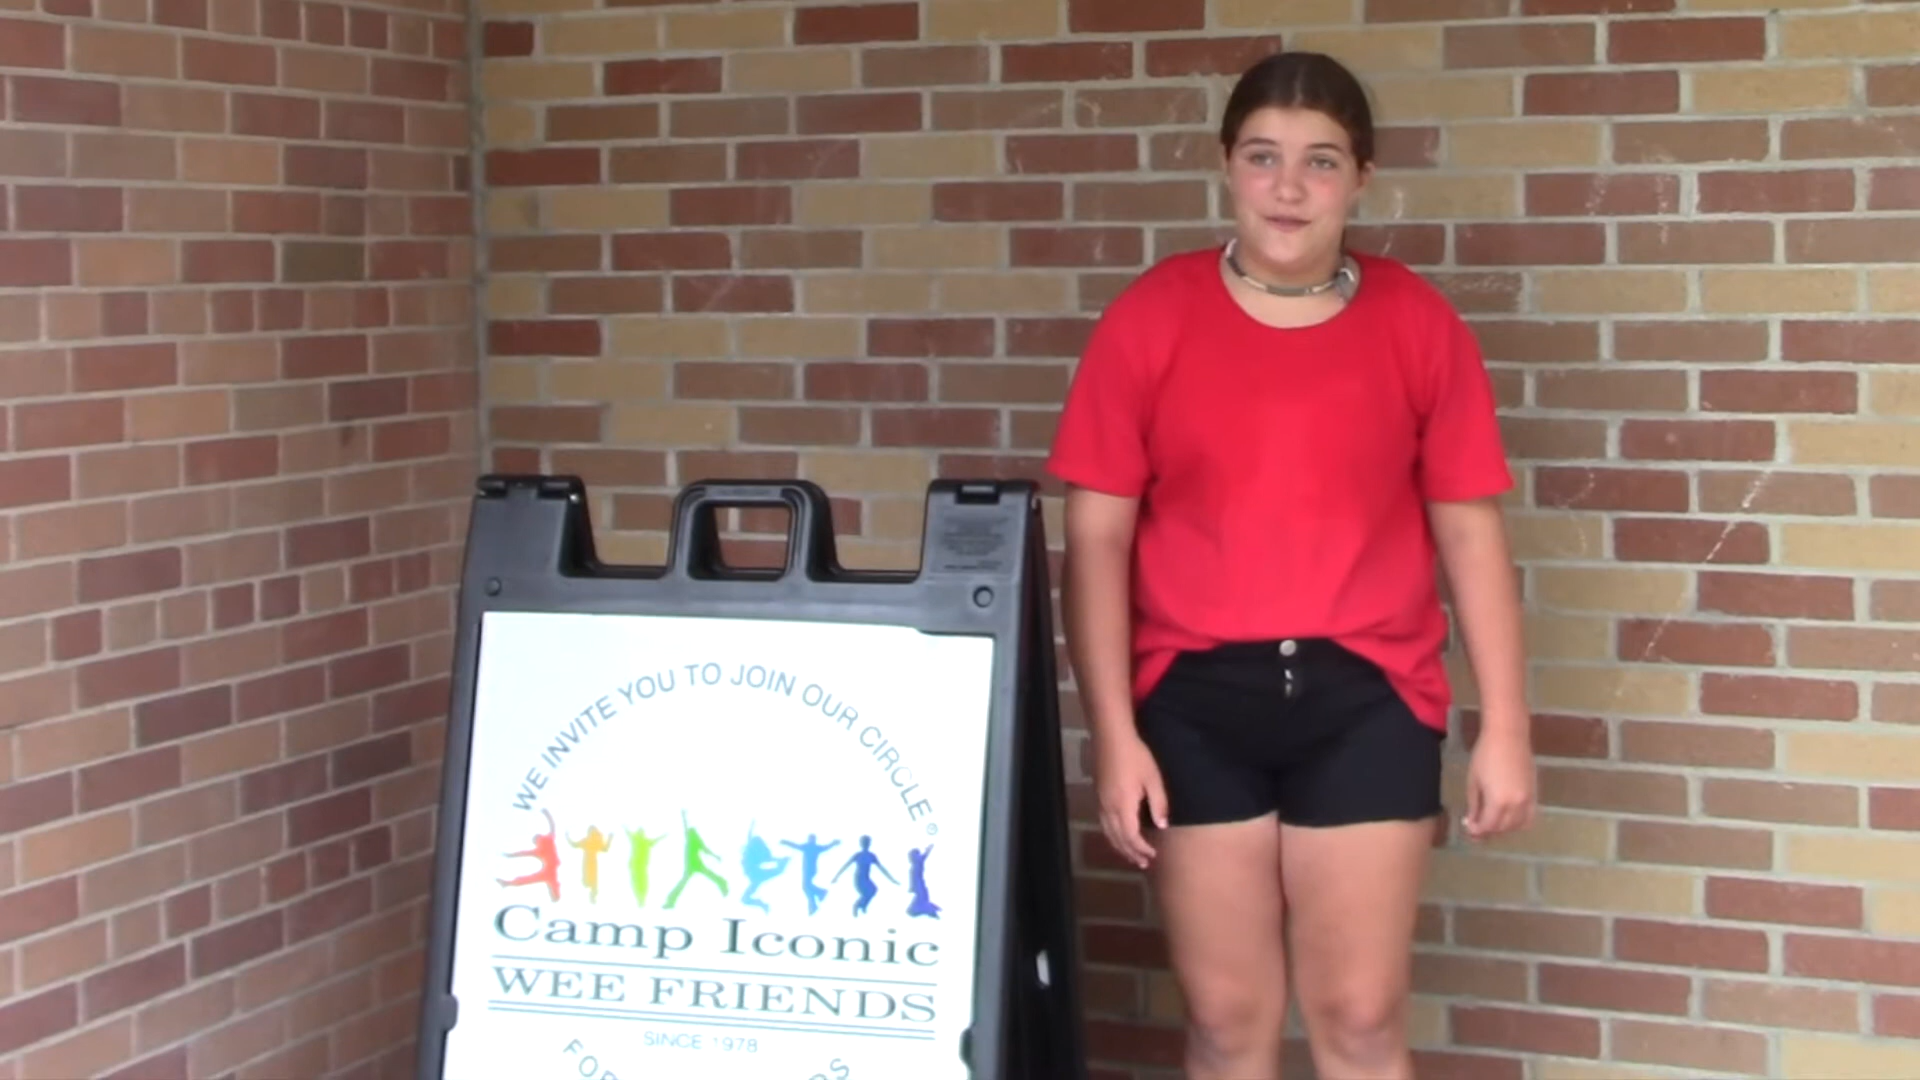 WE INVITE YOU TO JOIN OUR CIRCLE®
Camp Iconic
WEE FRIENDS
SINCE 1978